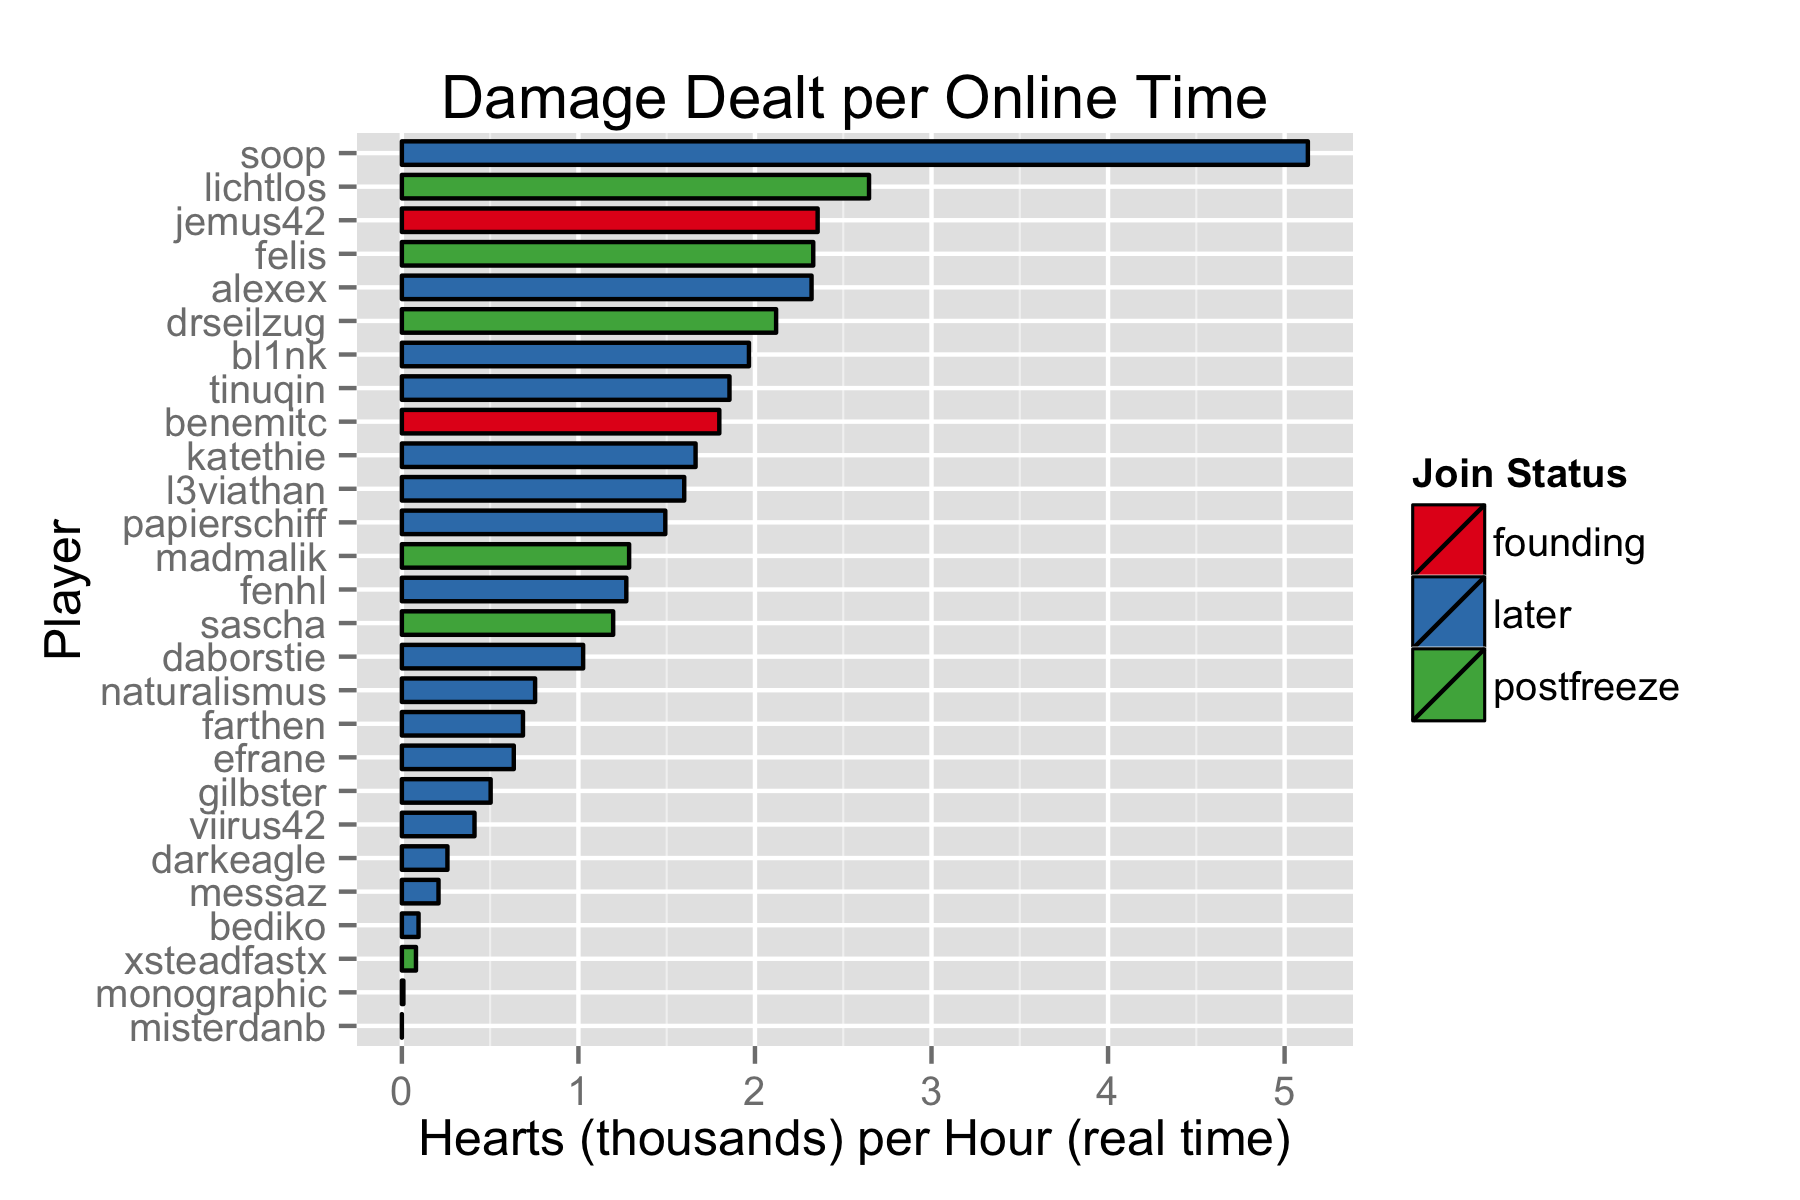 Damage Dealt per Online Time
Player
soop
lichtlos
jemus42
felis
alexex
drseilzug
bl1nk
tinuqin
benemitc
katethie
l3viathan
papierschiff
madmalik
fenhl
sascha
daborstie
naturalismus
farthen
efrane
gilbster
viirus42
darkeagle
messaz
bediko
xsteadfastx
monographic
misterdanb
0 1 2 3 4 5
Hearts (thousands) per Hour (real time)
Join Status
founding
later
postfreeze